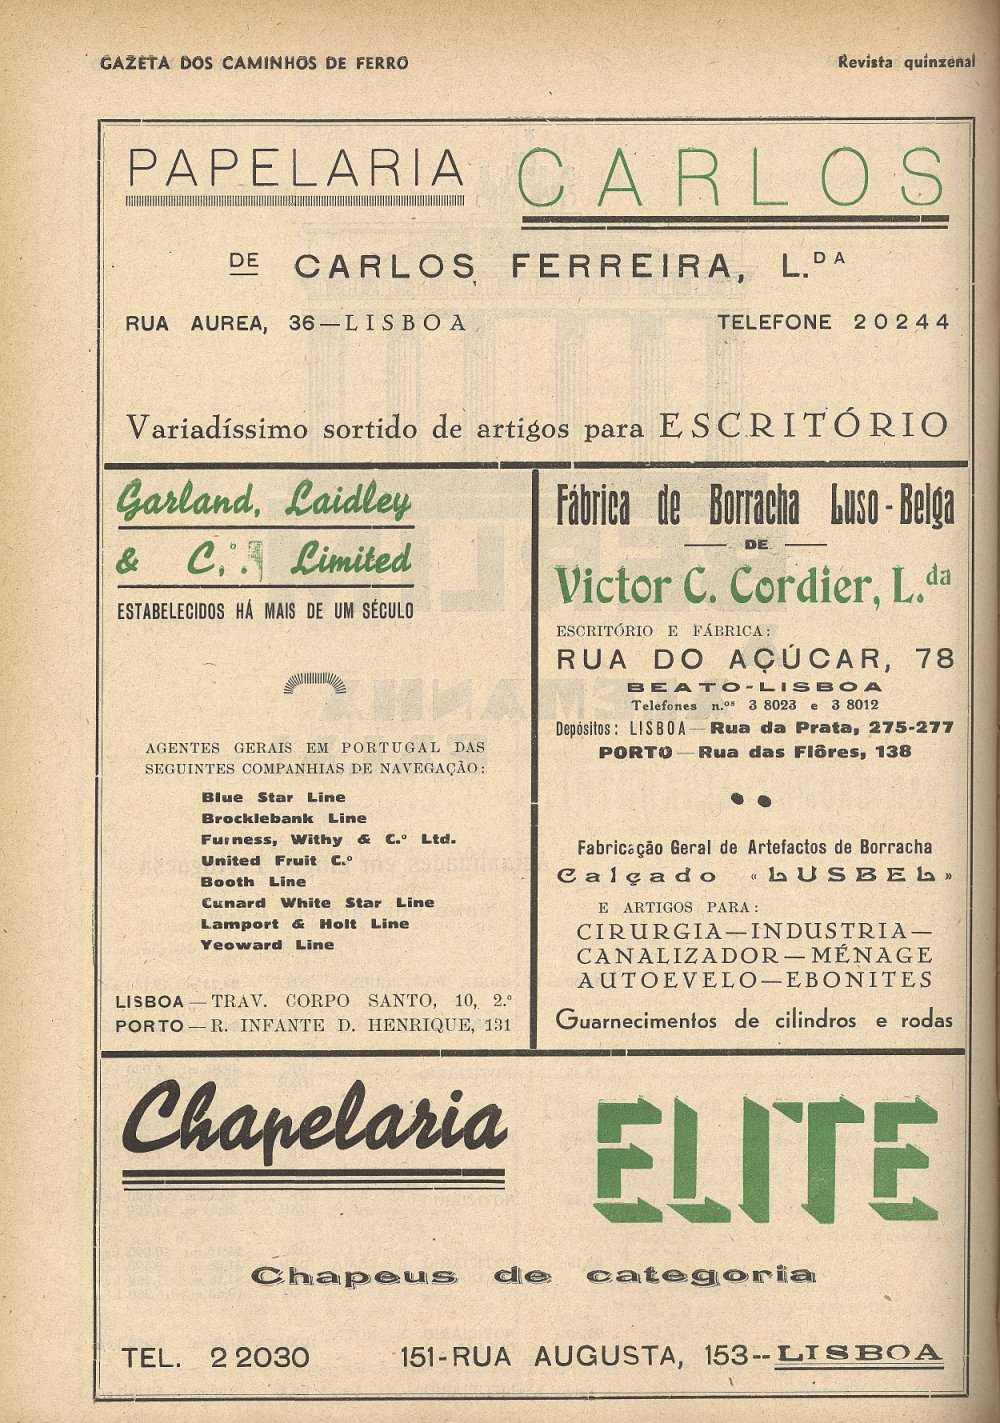 GAZETA DOS CAMINHOS DE FERRO
Revista quinzenal
PAPELARIA CARLOS
DE CARLOS FERREIRA, L.DA
RUA AUREA, 36—LISBOA
TELEFONE 20244
Variadíssimo sortido de artigos para ESCRITÓRIO
Garland, Laidley
& C.º Limited
ESTABELECIDOS HÁ MAIS DE UM SÉCULO
AGENTES GERAIS EM PORTUGAL DAS
SEGUINTES COMPANHIAS DE NAVEGAÇÃO:
Blue Star Line
Brocklebank Line
Furness, Withy & C.º Ltd.
United Fruit C.º
Booth Line
Cunard White Star Line
Lamport & Holt Line
Yeoward Line
LISBOA—TRAV. CORPO SANTO, 10, 2.º
PORTO—R. INFANTE D. HENRIQUE, 131
Fábrica de Borracha Luso-Belga
DE
Victor C. Cordier, L.da
ESCRITÓRIO E FÁBRICA:
RUA DO AÇÚCAR, 78
BEATO-LISBOA
Telefones n.os 3 8023 e 3 8012
Depósitos: LISBOA—Rua da Prata, 275-277
PORTO—Rua das Flôres, 138
Fabricação Geral de Artefactos de Borracha
Calçado «LUSBEL»
E ARTIGOS PARA:
CIRURGIA—INDUSTRIA—
CANALIZADOR—MÉNAGE
AUTOEVELO—EBONITES
Guarnecimentos de cilindros e rodas
Chapelaria ELITE
Chapeus de categoria
TEL. 22030
151-RUA AUGUSTA, 153--LISBOA